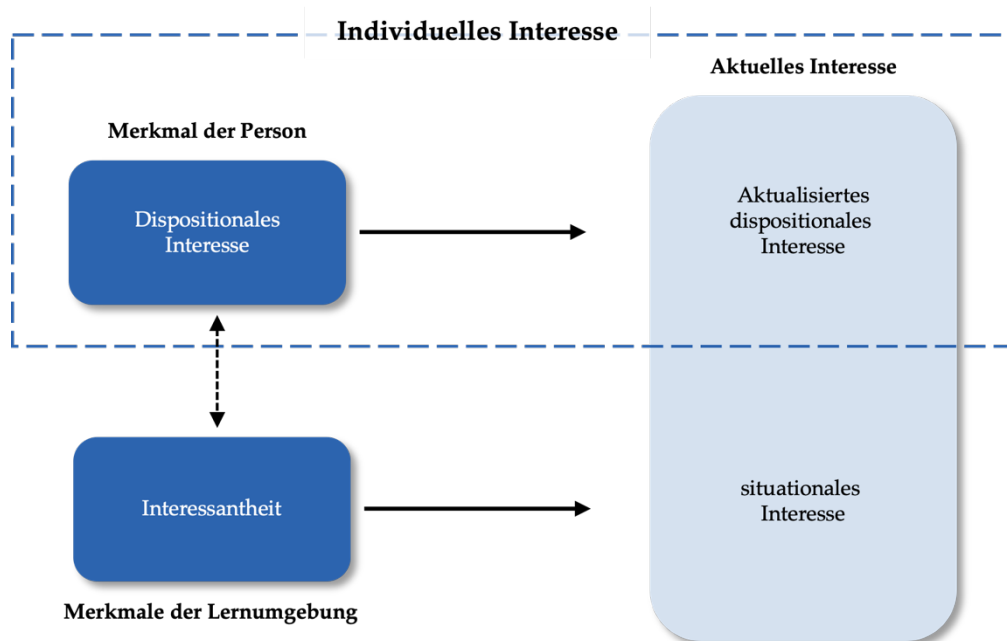 Individuelles Interesse
Aktuelles Interesse
Merkmal der Person
Dispositionales
Interesse
Aktualisiertes
dispositionales
Interesse
Interessantheit
situationales
Interesse
Merkmale der Lernumgebung